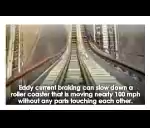 Eddy current braking can slow down a
roller coaster that is moving nearly 100 mph
without any parts touching each other.